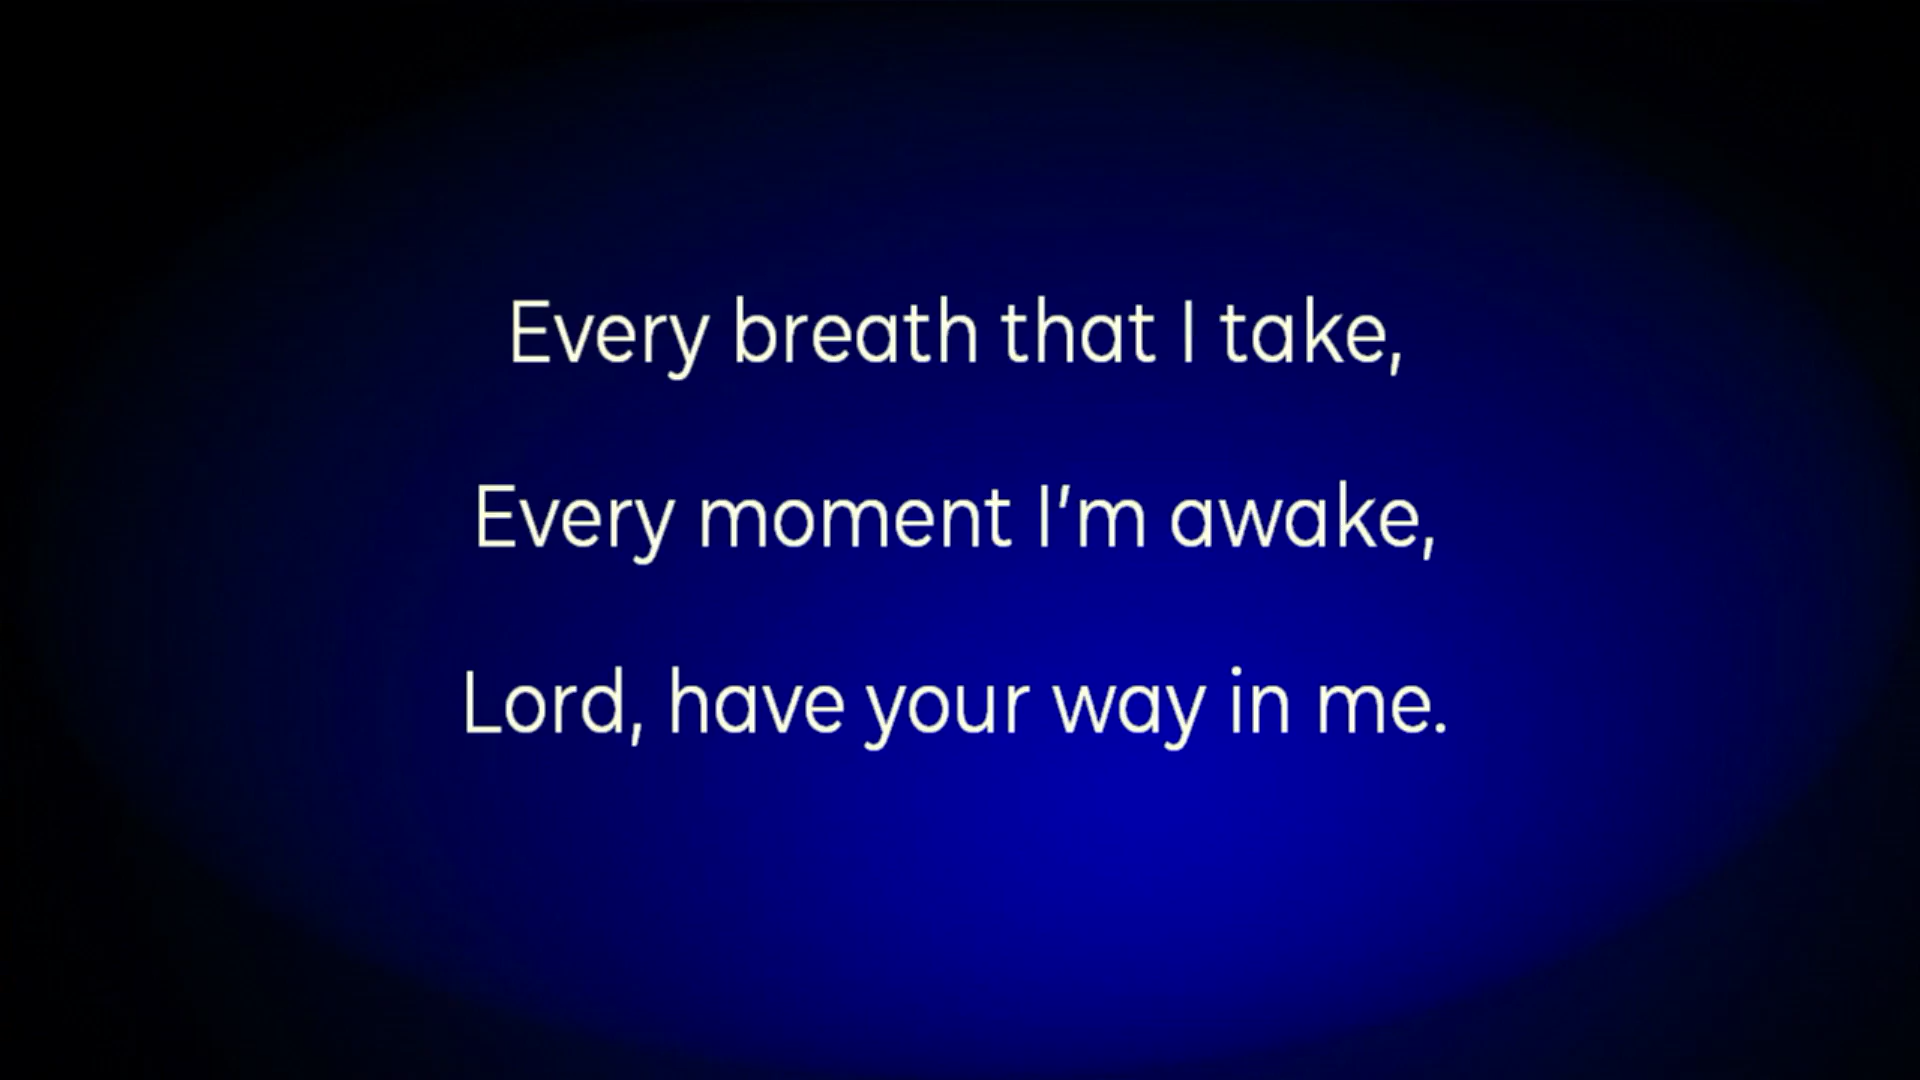 Every breath that I take,
Every moment I’m awake,
Lord, have your way in me.